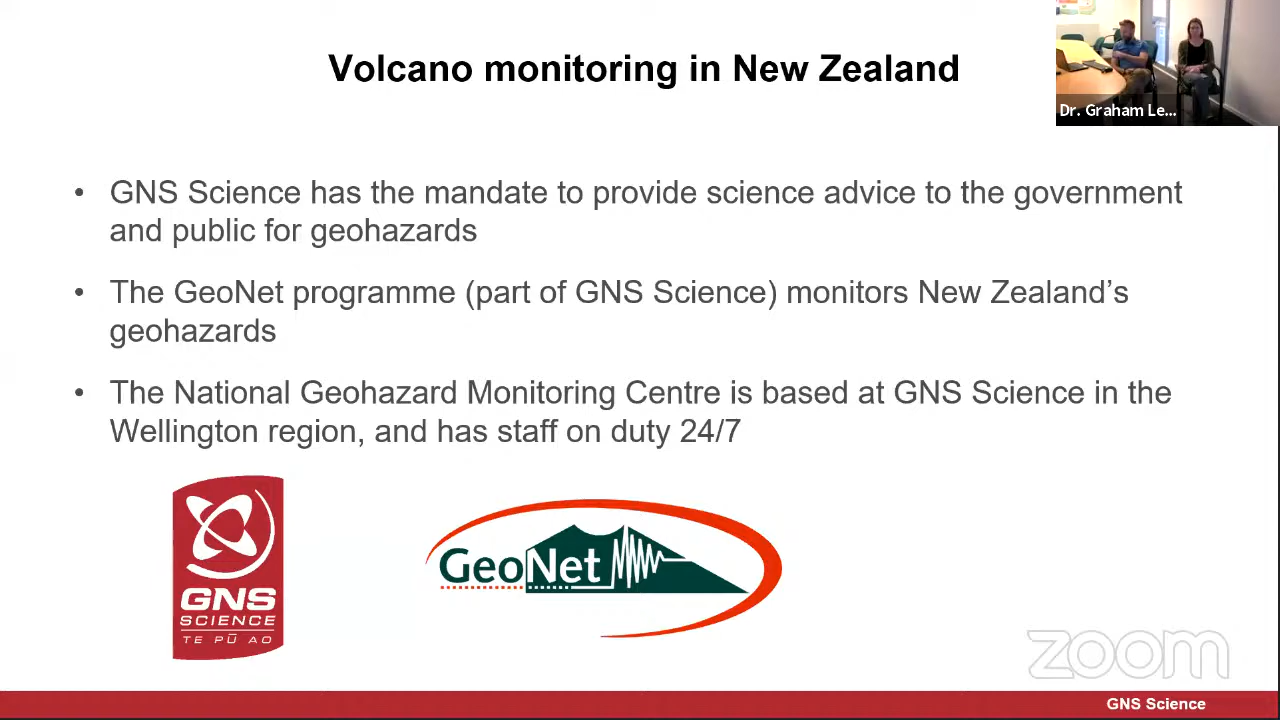 Volcano monitoring in New Zealand
Dr. Graham Le...
• GNS Science has the mandate to provide science advice to the government
and public for geohazards
• The GeoNet programme (part of GNS Science) monitors New Zealand’s
geohazards
• The National Geohazard Monitoring Centre is based at GNS Science in the
Wellington region, and has staff on duty 24/7
GNS
SCIENCE
TE PŪ AO
GeoNet
zoom
GNS Science